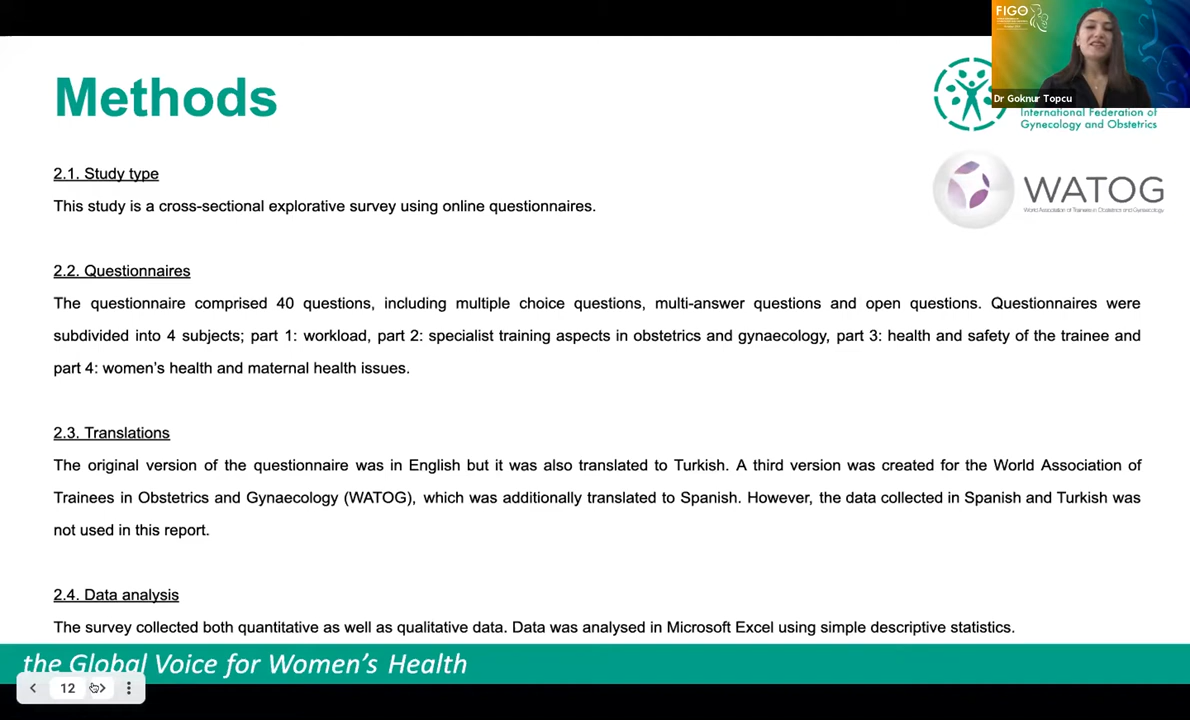 FIGO
Dr Goknur Topcu
International Federation of
Gynecology and Obstetrics
WATOG
World Association of Trainees in Obstetrics and Gynaecology
Methods
2.1. Study type
This study is a cross-sectional explorative survey using online questionnaires.
2.2. Questionnaires
The questionnaire comprised 40 questions, including multiple choice questions, multi-answer questions and open questions. Questionnaires were
subdivided into 4 subjects; part 1: workload, part 2: specialist training aspects in obstetrics and gynaecology, part 3: health and safety of the trainee and
part 4: women’s health and maternal health issues.
2.3. Translations
The original version of the questionnaire was in English but it was also translated to Turkish. A third version was created for the World Association of
Trainees in Obstetrics and Gynaecology (WATOG), which was additionally translated to Spanish. However, the data collected in Spanish and Turkish was
not used in this report.
2.4. Data analysis
The survey collected both quantitative as well as qualitative data. Data was analysed in Microsoft Excel using simple descriptive statistics.
the Global Voice for Women’s Health
12